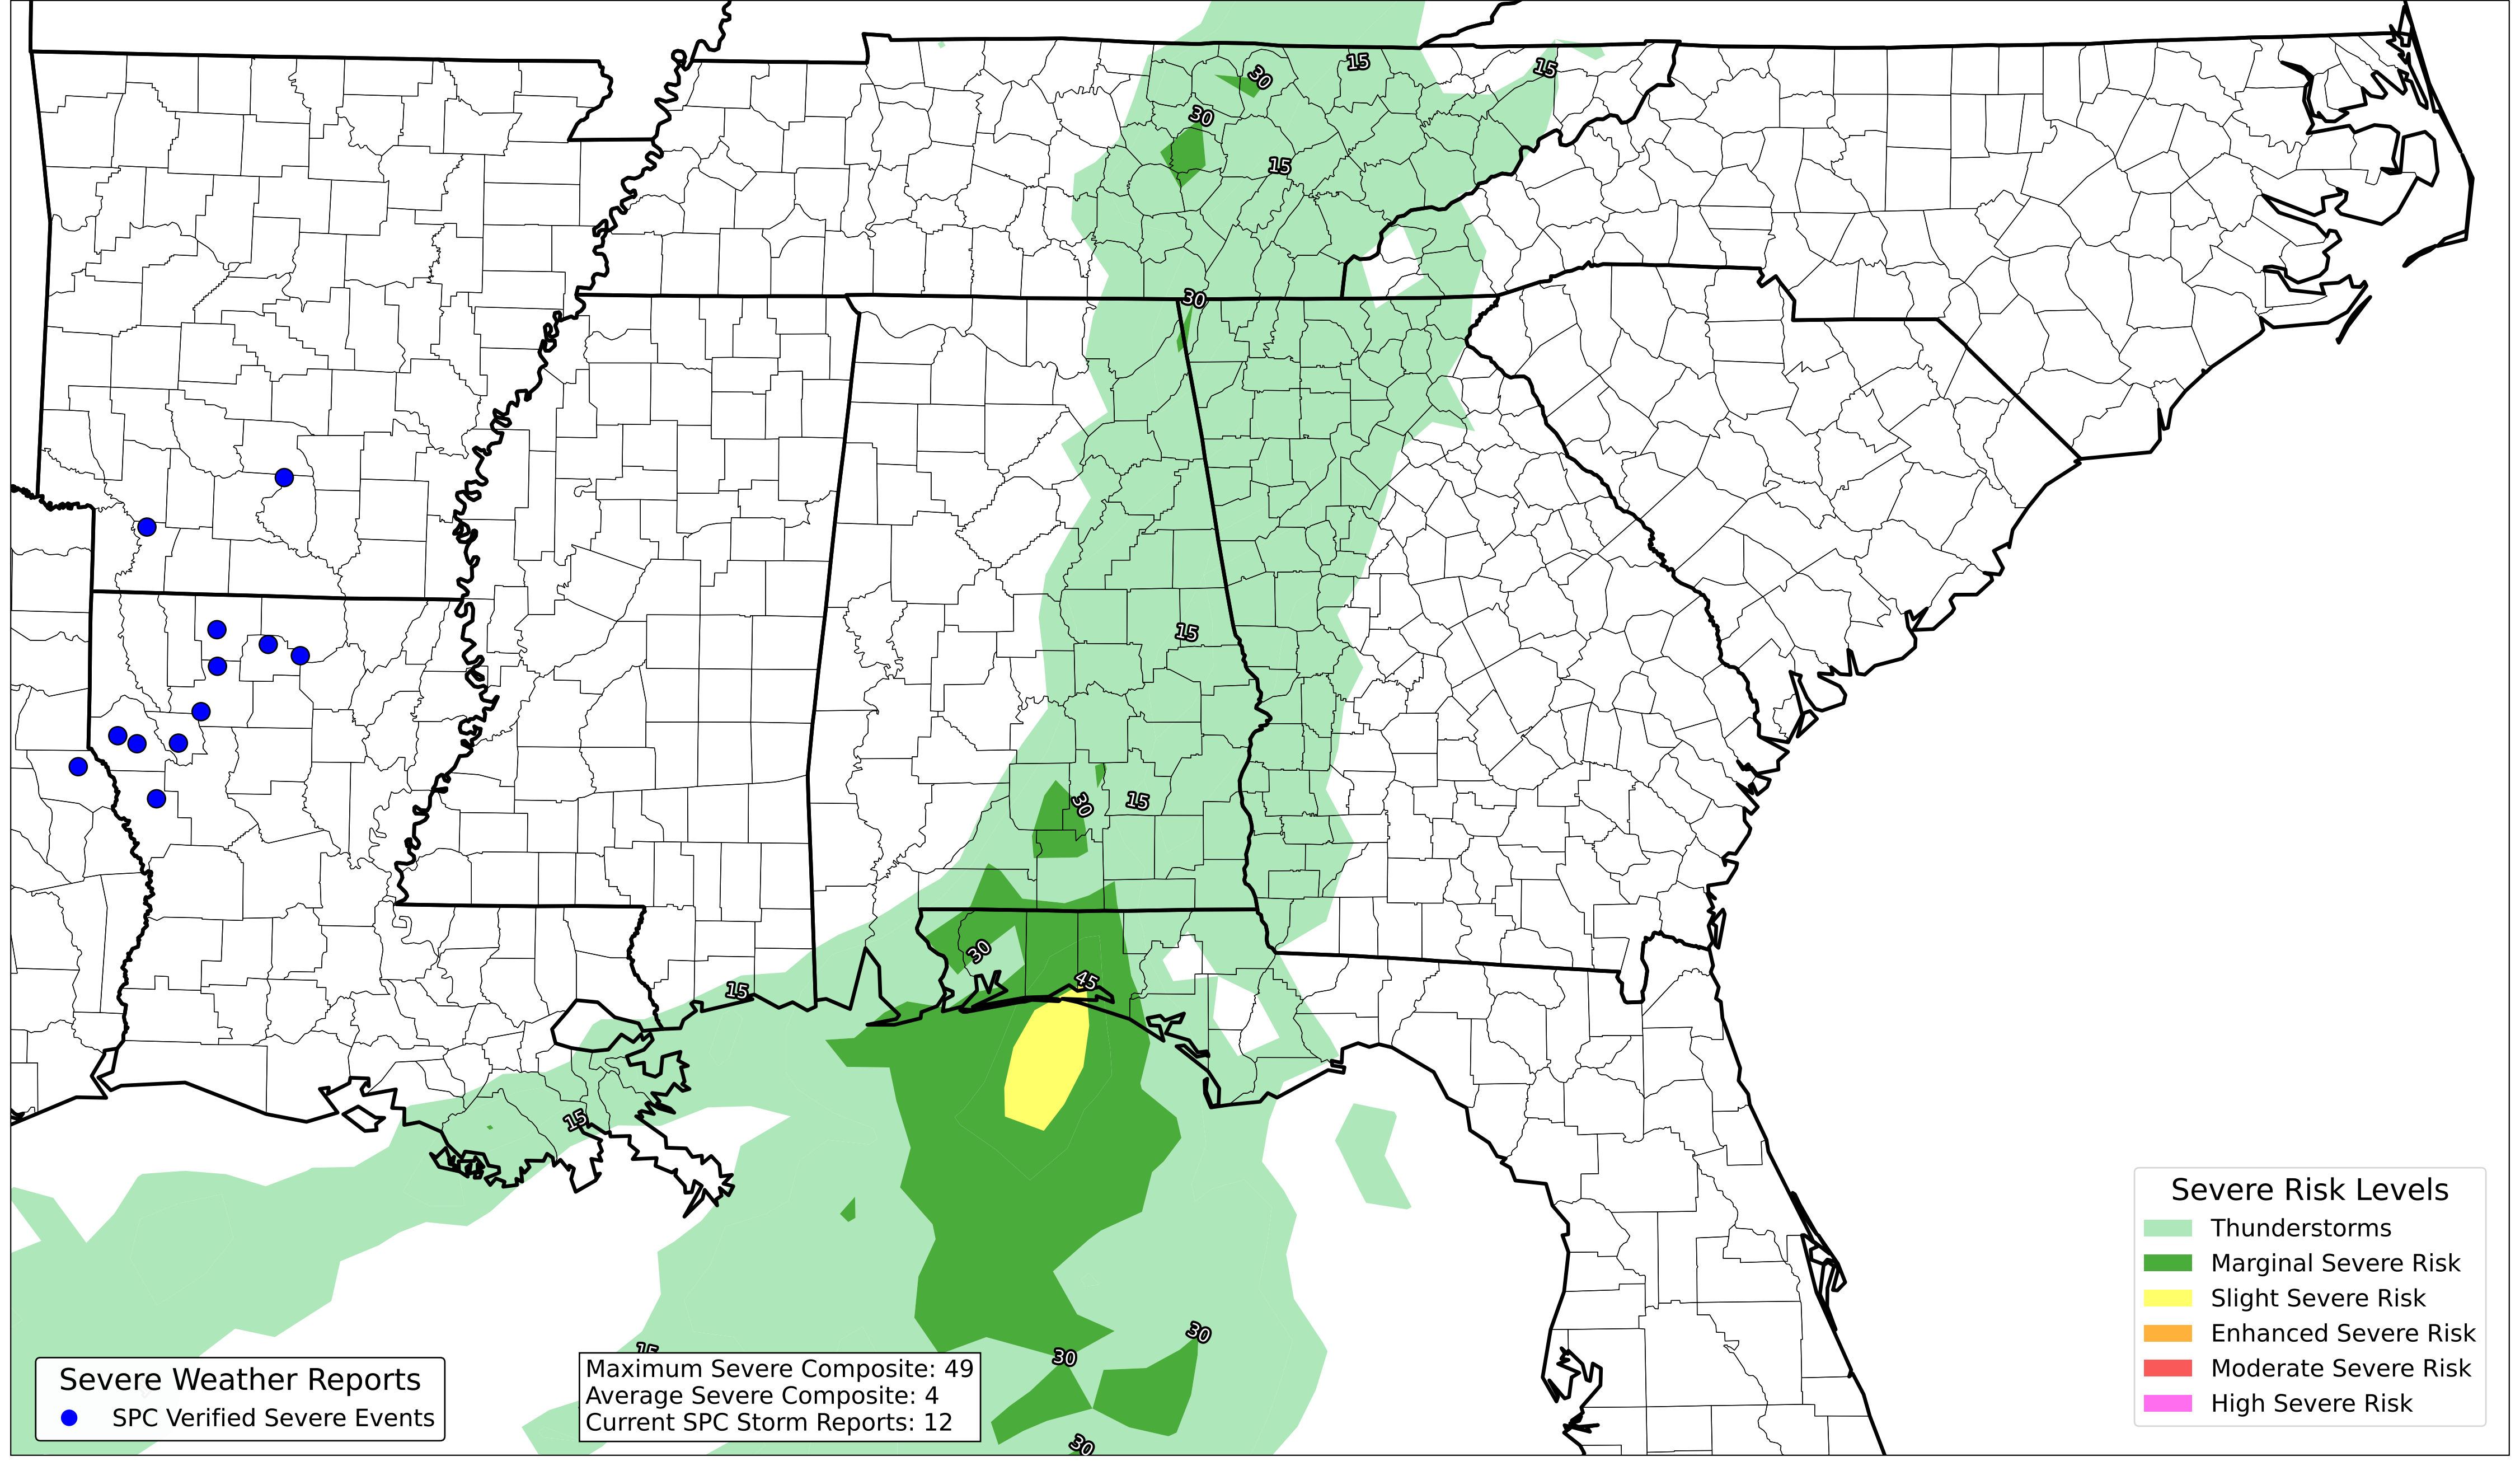 30
15
15
30
15
30
15
30
15
30
45
15
15
30
15
30
30
Severe Weather Reports
SPC Verified Severe Events
Maximum Severe Composite: 49
Average Severe Composite: 4
Current SPC Storm Reports: 12
Severe Risk Levels
Thunderstorms
Marginal Severe Risk
Slight Severe Risk
Enhanced Severe Risk
Moderate Severe Risk
High Severe Risk